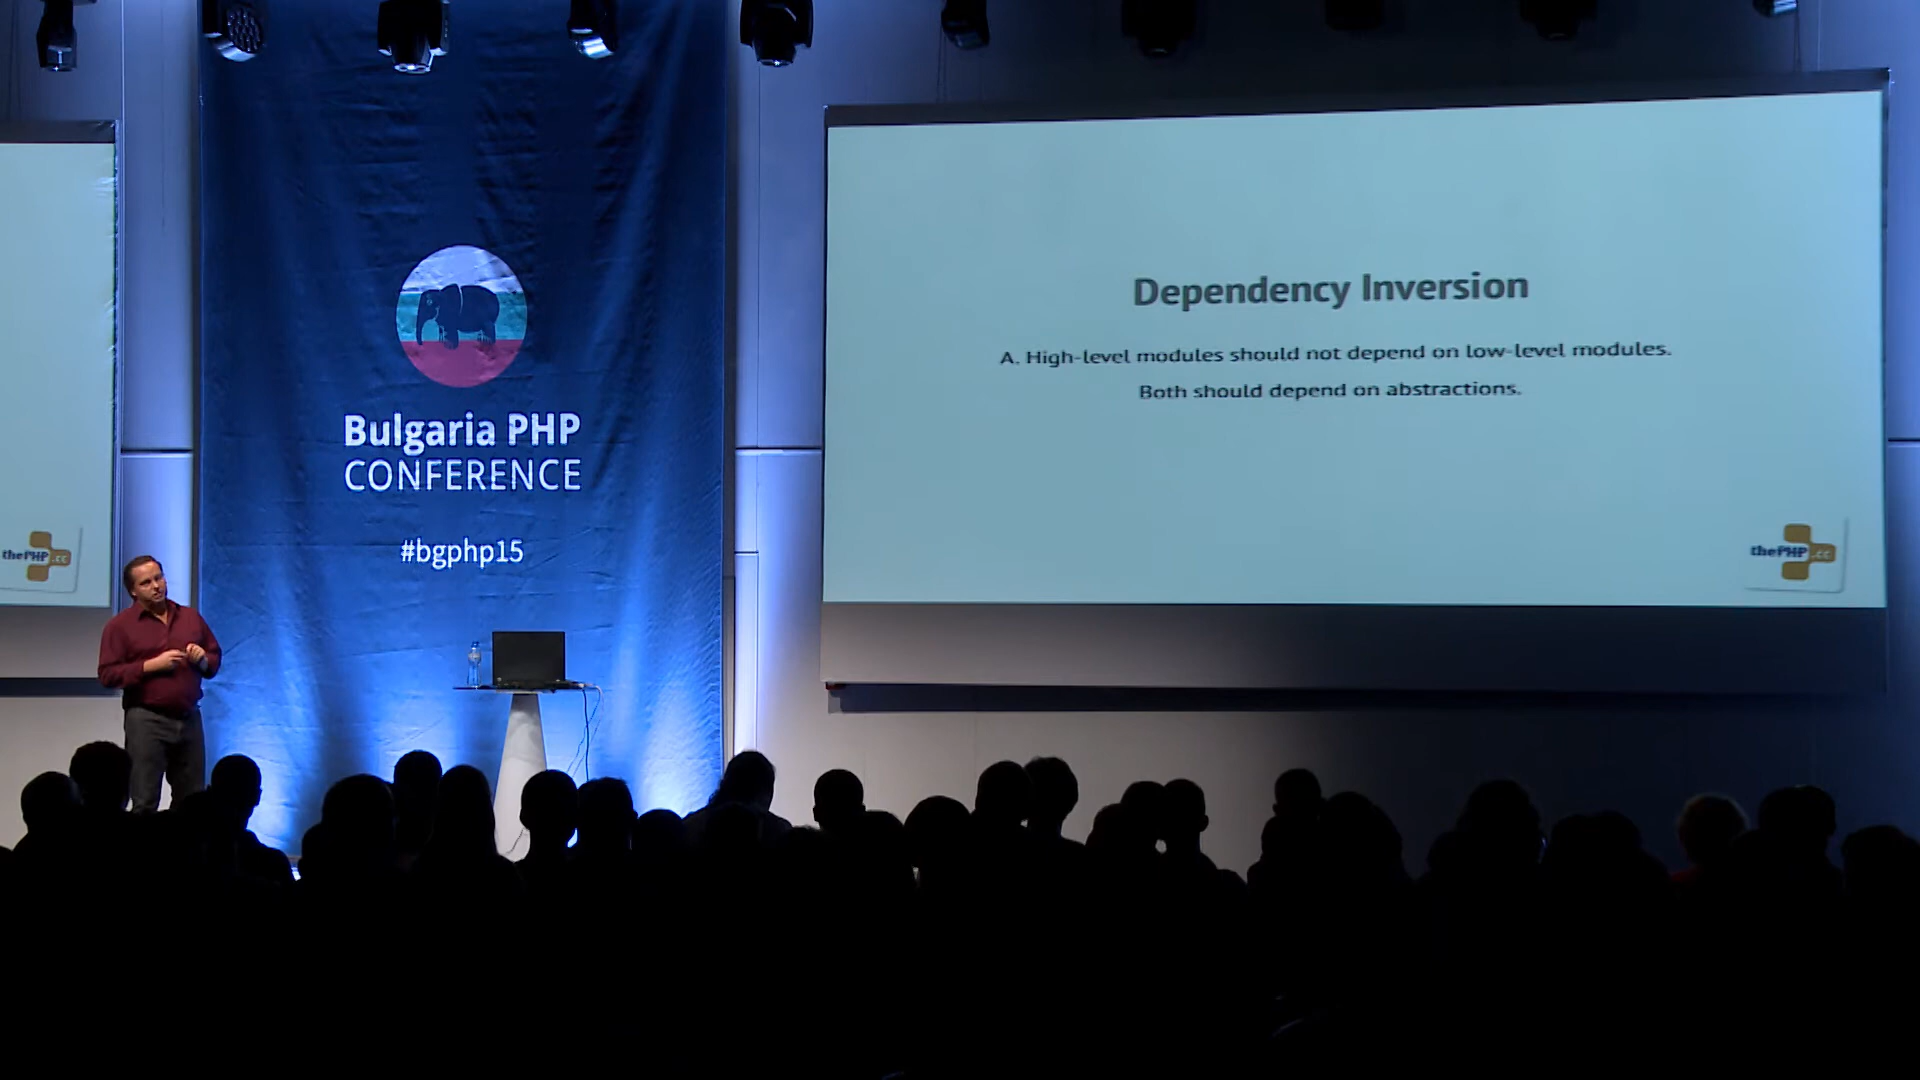 Bulgaria PHP
CONFERENCE
#bgphp15
Dependency Inversion
A. High-level modules should not depend on low-level modules.
Both should depend on abstractions.
thePHP.cc
thePHP.cc